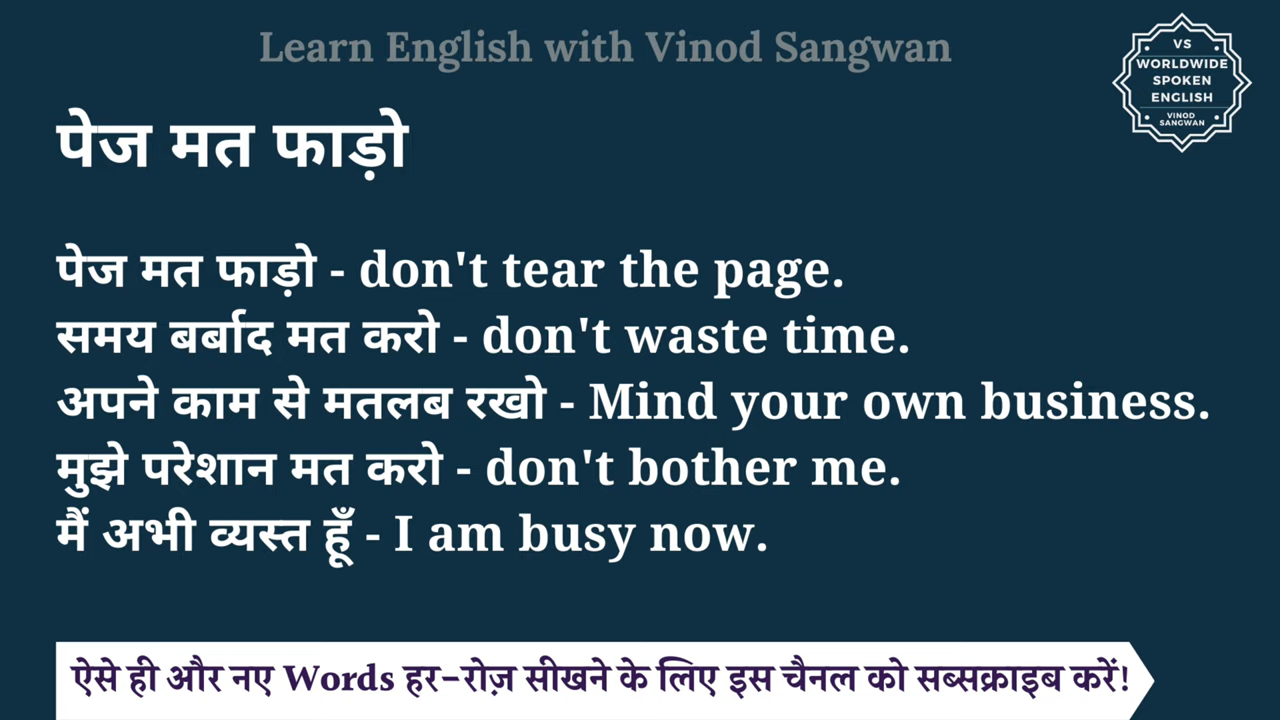 Learn English with Vinod Sangwan
VS
WORLDWIDE
SPOKEN
ENGLISH
VINOD
SANGWAN
पेज मत फाड़ो
पेज मत फाड़ो - don't tear the page.
समय बर्बाद मत करो - don't waste time.
अपने काम से मतलब रखो - Mind your own business.
मुझे परेशान मत करो - don't bother me.
मैं अभी व्यस्त हूँ - I am busy now.
ऐसे ही और नए Words हर-रोज़ सीखने के लिए इस चैनल को सब्सक्राइब करें!